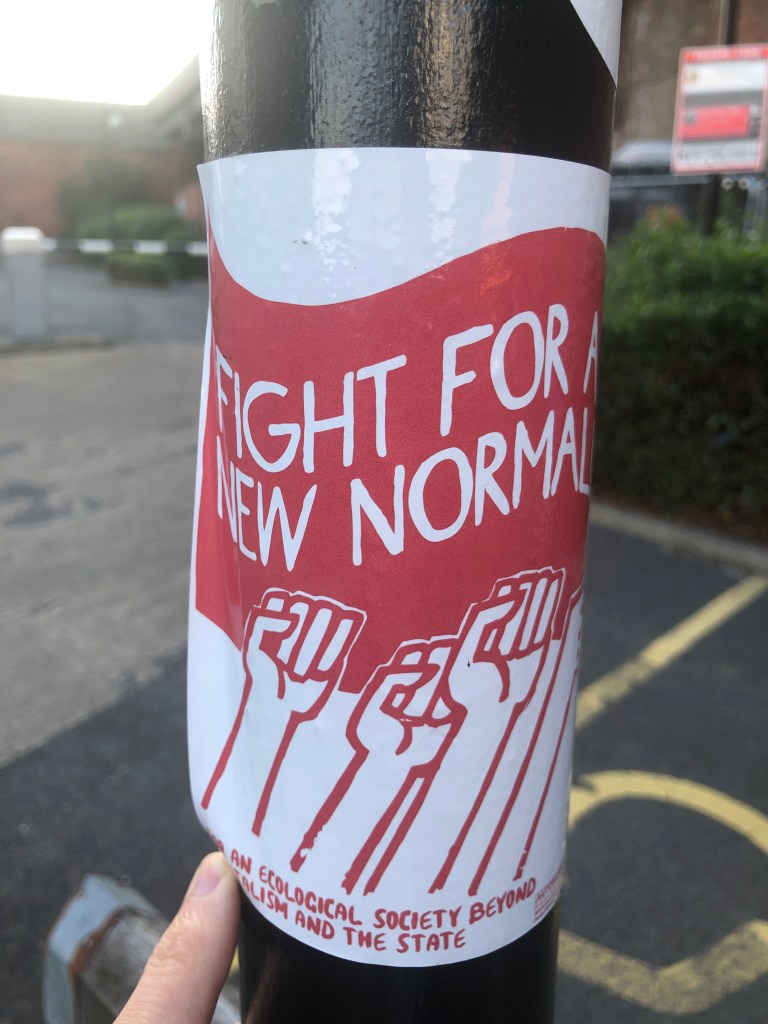 FIGHT FOR A
NEW NORMAL
AN ECOLOGICAL SOCIETY BEYOND
AND THE STATE